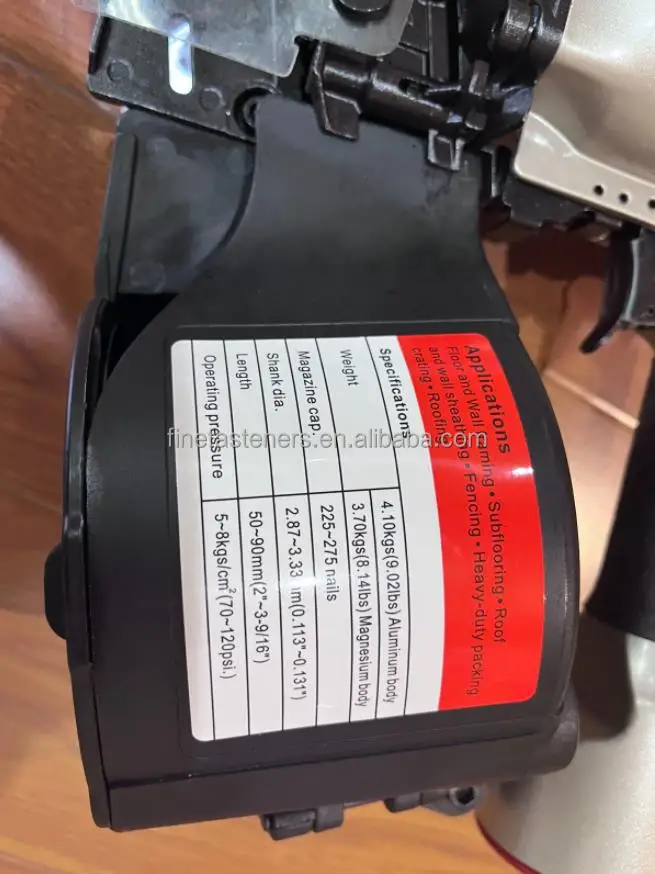 Applications
Floor and Wall Framing • Subflooring • Roof
and wall sheathing • Fencing • Heavy-duty packing
crating • Roofing
Specifications
Weight 4.10kgs(9.02lbs) Aluminum body
3.70kgs(8.14lbs) Magnesium body
Magazine cap. 225~275 nails
Shank dia. 2.87~3.33mm(0.113"~0.131")
Length 50~90mm(2"~3-9/16")
Operating pressure 5~8kgs/cm²(70~120psi.)
finefasteners.en.alibaba.com